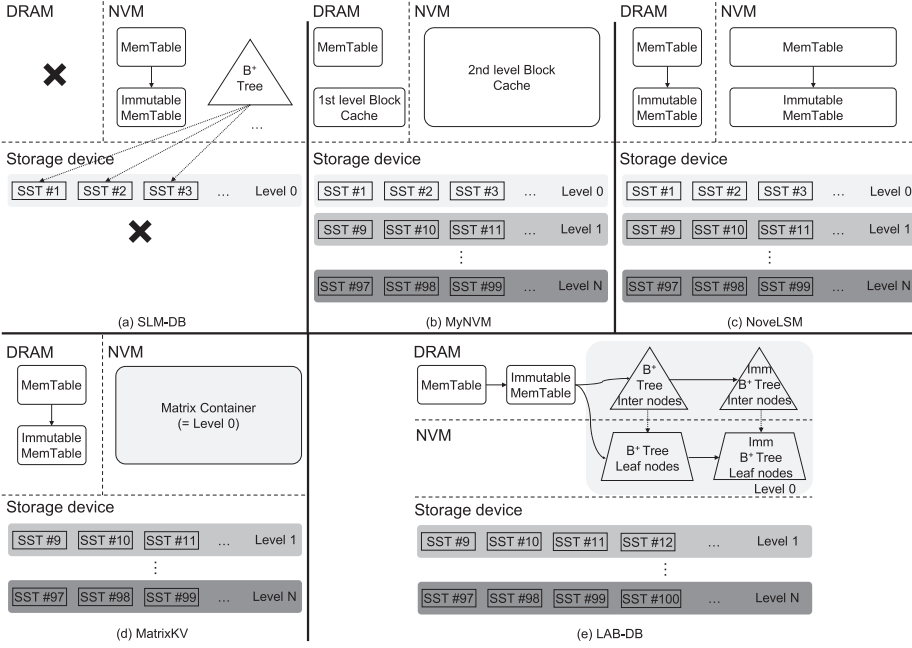 DRAM
NVM
MemTable
Immutable
MemTable
B+
Tree
...
Storage device
SST #1 SST #2 SST #3 ... Level 0
(a) SLM-DB
DRAM
NVM
MemTable
1st level Block
Cache
2nd level Block
Cache
Storage device
SST #1 SST #2 SST #3 ... Level 0
SST #9 SST #10 SST #11 ... Level 1
SST #97 SST #98 SST #99 ... Level N
(b) MyNVM
DRAM
NVM
MemTable
Immutable
MemTable
MemTable
Immutable
MemTable
Storage device
SST #1 SST #2 SST #3 ... Level 0
SST #9 SST #10 SST #11 ... Level 1
SST #97 SST #98 SST #99 ... Level N
(c) NoveLSM
DRAM
NVM
MemTable
Immutable
MemTable
Matrix Container
(= Level 0)
Storage device
SST #9 SST #10 SST #11 ... Level 1
SST #97 SST #98 SST #99 ... Level N
(d) MatrixKV
DRAM
MemTable
Immutable
MemTable
B+
Tree
Inter nodes
Imm
B+ Tree
Inter nodes
NVM
B+ Tree
Leaf nodes
Imm
B+ Tree
Leaf nodes
Level 0
Storage device
SST #9 SST #10 SST #11 SST #12 ... Level 1
SST #97 SST #98 SST #99 SST #100 ... Level N
(e) LAB-DB